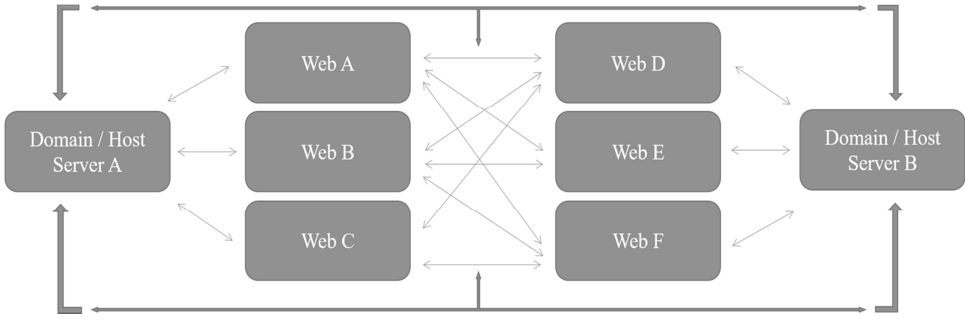 Web A
Web D
Domain / Host
Server A
Web B
Web E
Domain / Host
Server B
Web C
Web F